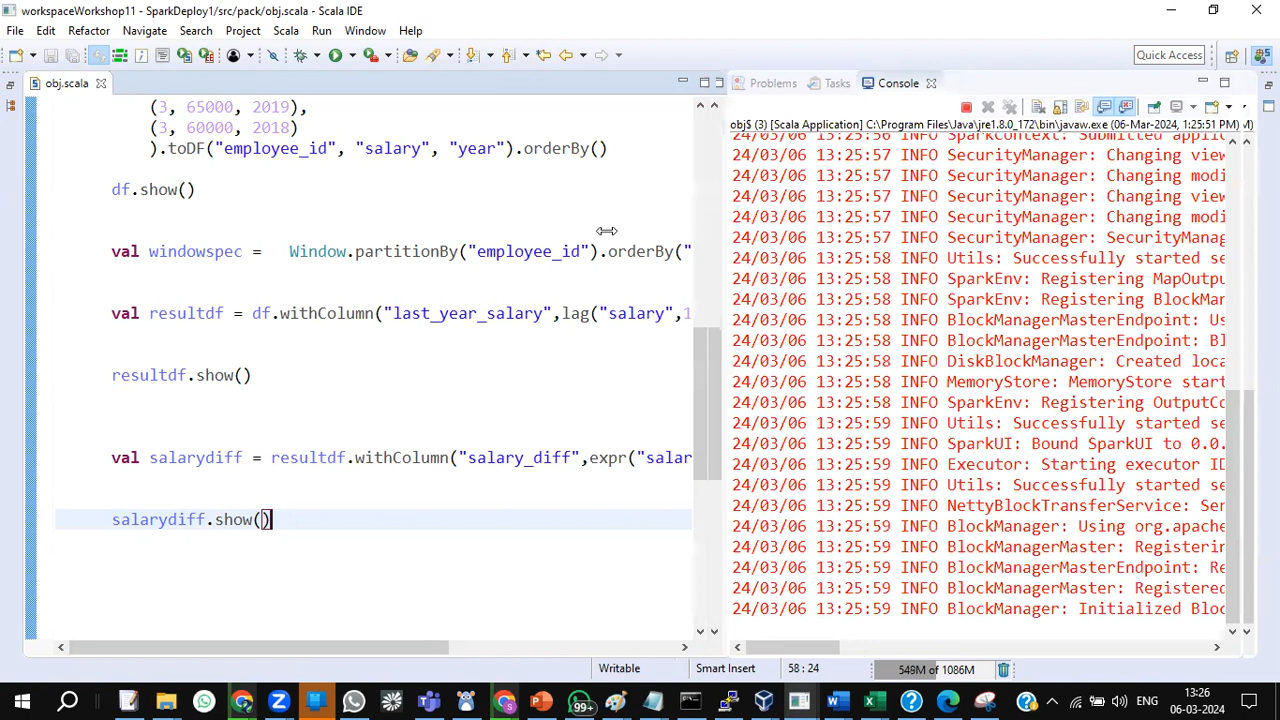 workspaceWorkshop11 - SparkDeploy1/src/pack/obj.scala - Scala IDE
File Edit Refactor Navigate Search Project Scala Run Window Help
Quick Access
obj.scala
Problems Tasks Console
obj$ (3) [Scala Application] C:\Program Files\Java\jre1.8.0_172\bin\javaw.exe (06-Mar-2024, 1:25:51 PM)
(3, 65000, 2019),
(3, 60000, 2018)
).toDF("employee_id", "salary", "year").orderBy()
df.show()
val windowspec = Window.partitionBy("employee_id").orderBy("
val resultdf = df.withColumn("last_year_salary",lag("salary",1
resultdf.show()
val salarydiff = resultdf.withColumn("salary_diff",expr("salar
salarydiff.show()
24/03/06 13:25:56 INFO SparkContext: Submitted applic
24/03/06 13:25:57 INFO SecurityManager: Changing view
24/03/06 13:25:57 INFO SecurityManager: Changing modi
24/03/06 13:25:57 INFO SecurityManager: Changing view
24/03/06 13:25:57 INFO SecurityManager: Changing modi
24/03/06 13:25:57 INFO SecurityManager: SecurityManag
24/03/06 13:25:58 INFO Utils: Successfully started se
24/03/06 13:25:58 INFO SparkEnv: Registering MapOutpu
24/03/06 13:25:58 INFO SparkEnv: Registering BlockMan
24/03/06 13:25:58 INFO BlockManagerMasterEndpoint: Us
24/03/06 13:25:58 INFO BlockManagerMasterEndpoint: Bl
24/03/06 13:25:58 INFO DiskBlockManager: Created loca
24/03/06 13:25:58 INFO MemoryStore: MemoryStore start
24/03/06 13:25:58 INFO SparkEnv: Registering OutputCo
24/03/06 13:25:59 INFO Utils: Successfully started se
24/03/06 13:25:59 INFO SparkUI: Bound SparkUI to 0.0.
24/03/06 13:25:59 INFO Executor: Starting executor ID
24/03/06 13:25:59 INFO Utils: Successfully started se
24/03/06 13:25:59 INFO NettyBlockTransferService: Ser
24/03/06 13:25:59 INFO BlockManager: Using org.apache
24/03/06 13:25:59 INFO BlockManagerMaster: Registerin
24/03/06 13:25:59 INFO BlockManagerMasterEndpoint: Re
24/03/06 13:25:59 INFO BlockManagerMaster: Registered
24/03/06 13:25:59 INFO BlockManager: Initialized Bloc
Writable Smart Insert 58 : 24 549M of 1086M
99+
ENG
13:26
06-03-2024